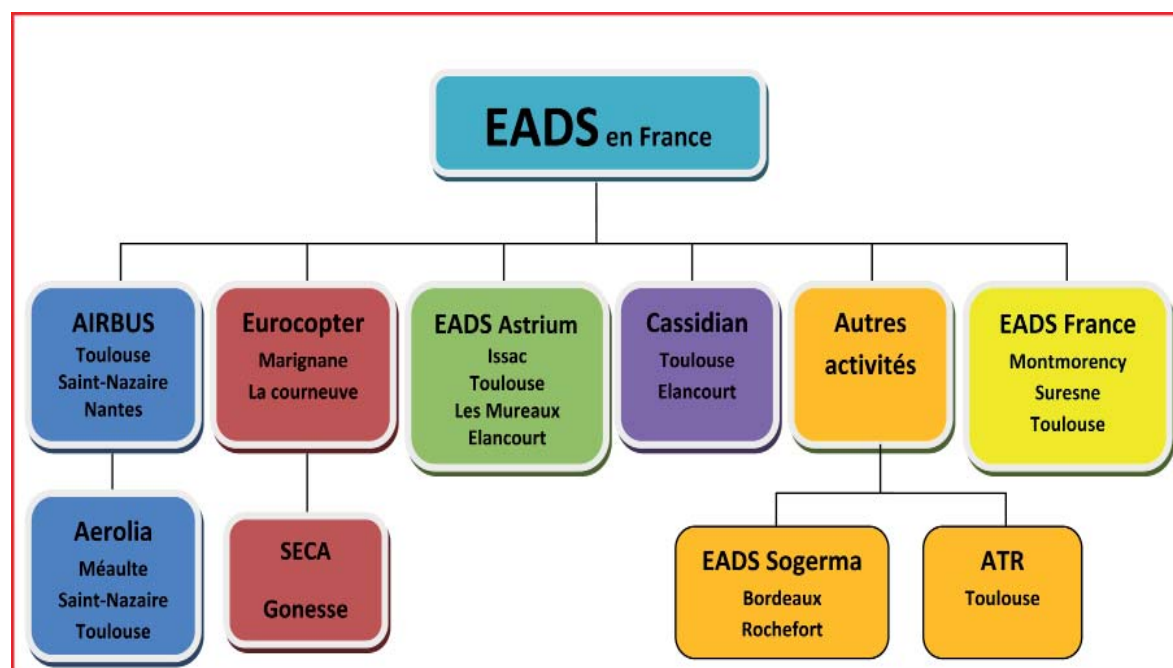 EADS en France
AIRBUS
Toulouse
Saint-Nazaire
Nantes
Eurocopter
Marignane
La courneuve
EADS Astrium
Issac
Toulouse
Les Mureaux
Elancourt
Cassidian
Toulouse
Elancourt
Autres
activités
EADS France
Montmorency
Suresne
Toulouse
Aerolia
Méaulte
Saint-Nazaire
Toulouse
SECA
Gonesse
EADS Sogerma
Bordeaux
Rochefort
ATR
Toulouse